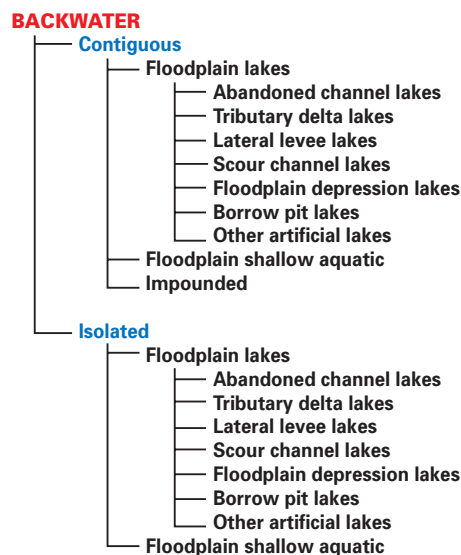 BACKWATER
Contiguous
Floodplain lakes
Abandoned channel lakes
Tributary delta lakes
Lateral levee lakes
Scour channel lakes
Floodplain depression lakes
Borrow pit lakes
Other artificial lakes
Floodplain shallow aquatic
Impounded
Isolated
Floodplain lakes
Abandoned channel lakes
Tributary delta lakes
Lateral levee lakes
Scour channel lakes
Floodplain depression lakes
Borrow pit lakes
Other artificial lakes
Floodplain shallow aquatic